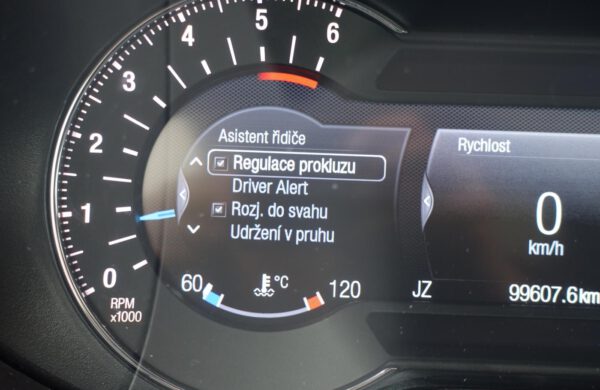 0
1
2
3
4
5
6
RPM
x1000
Asistent řidiče
Regulace prokluzu
Driver Alert
Rozj. do svahu
Udržení v pruhu
60 °C 120
Rychlost
0
km/h
JZ 99607.6km